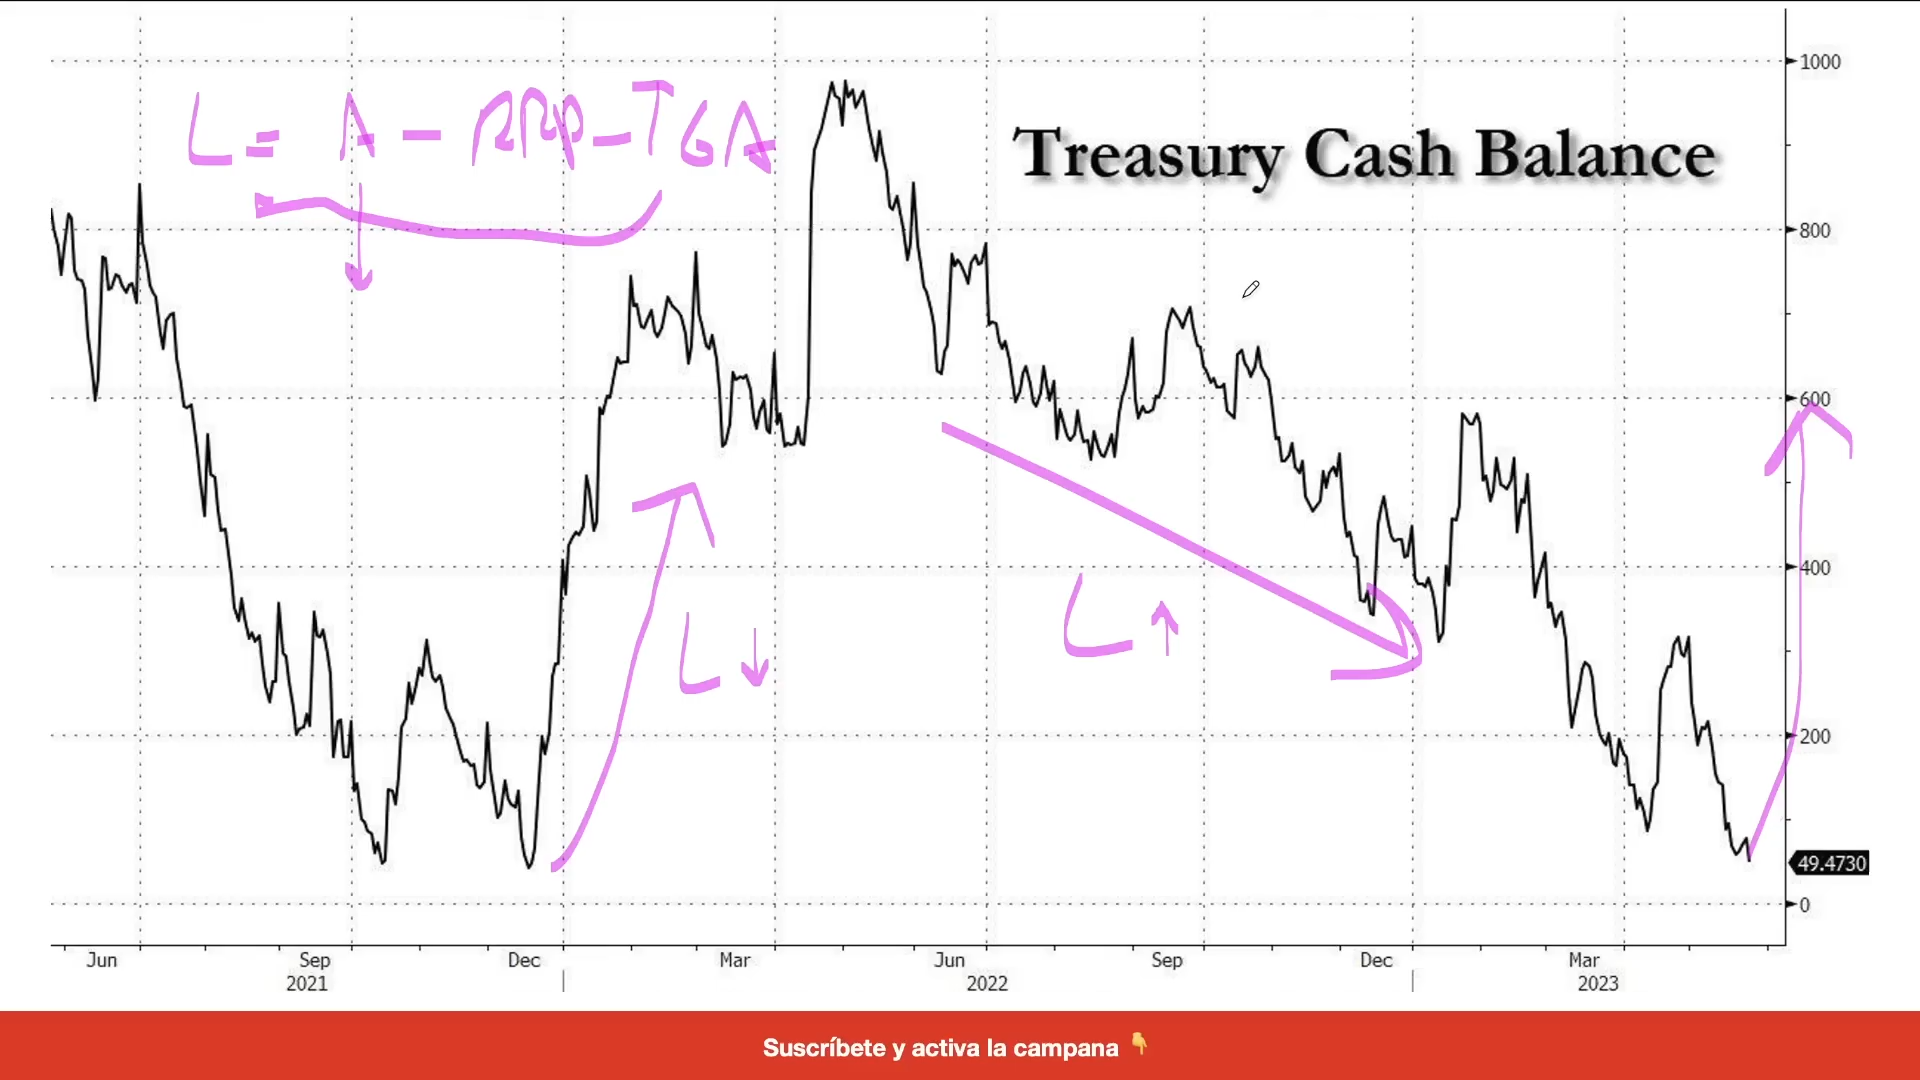 L = A - RRP - TGA
Treasury Cash Balance
1000
800
600
400
200
0
49.4730
L ↓
L ↑
Jun Sep Dec Mar Jun Sep Dec Mar
2021 2022 2023
Suscríbete y activa la campana 👇